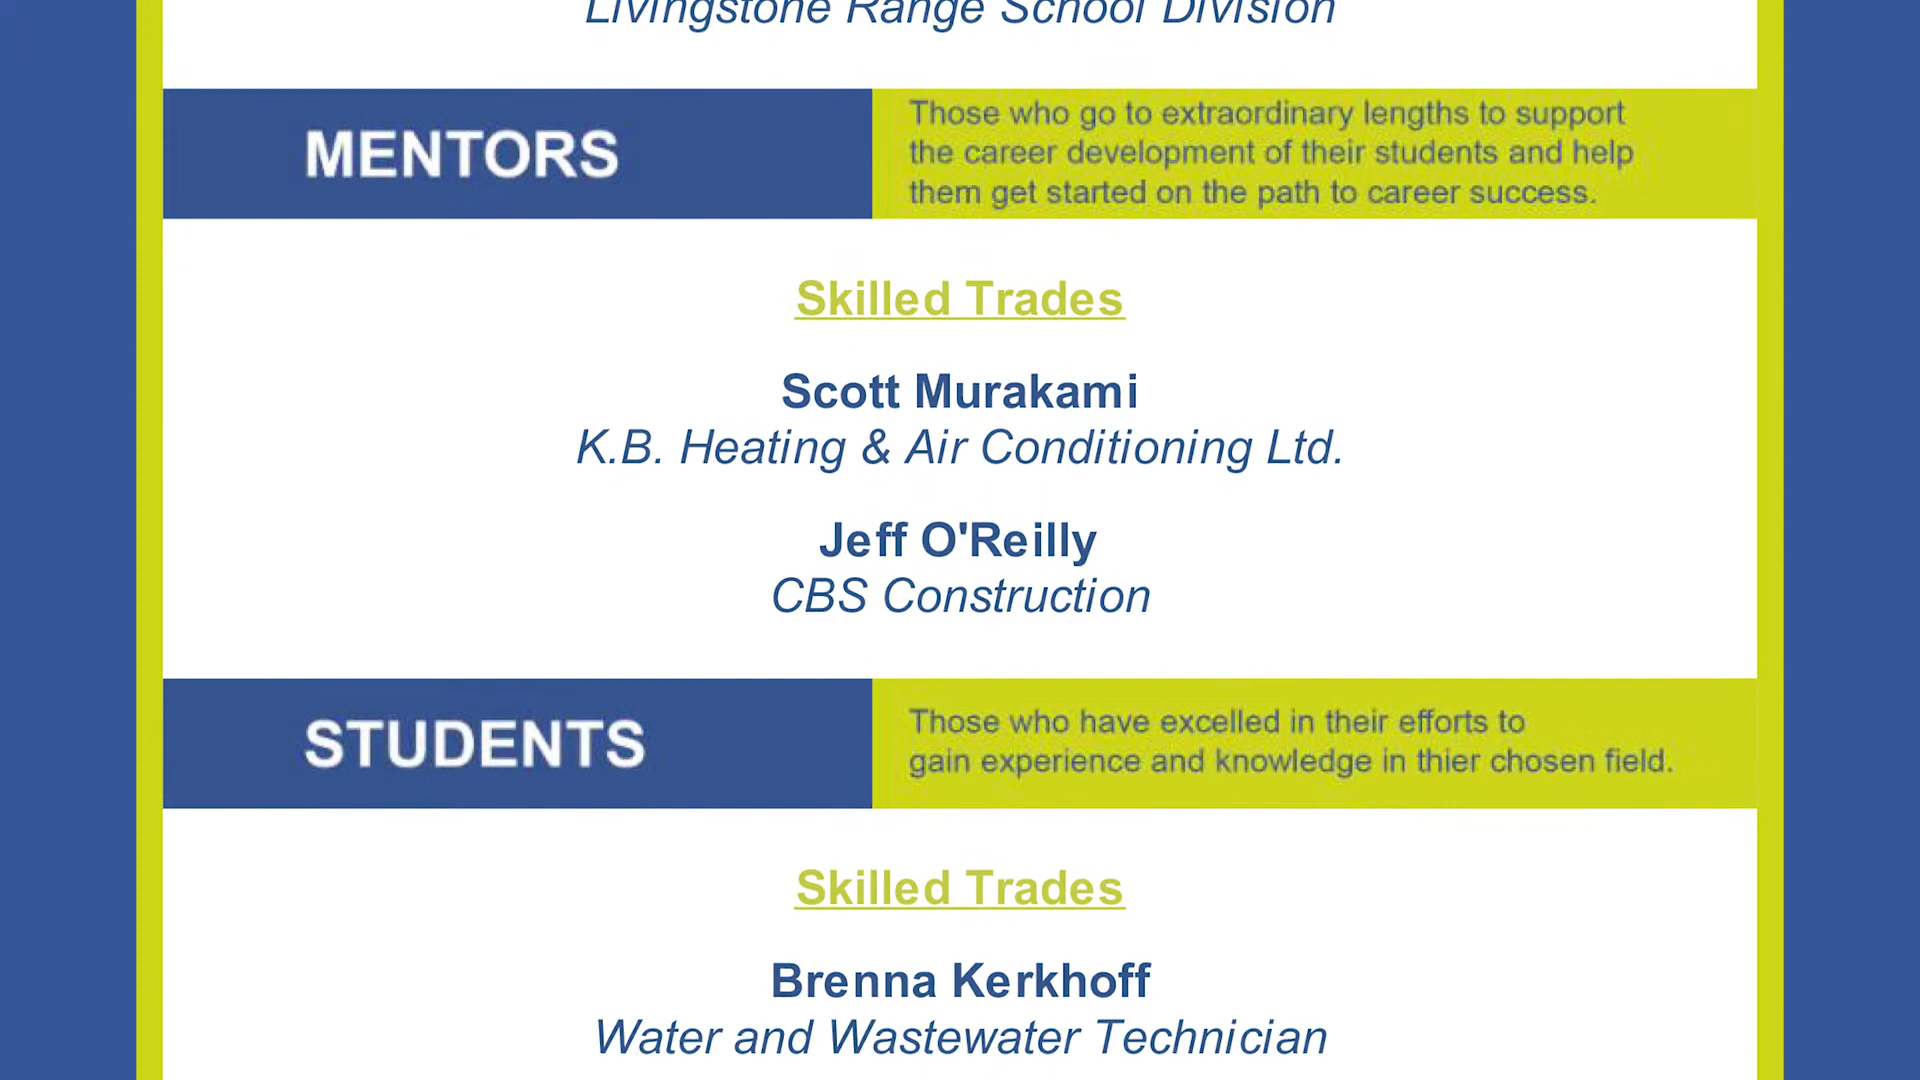 Livingstone Range School Division
MENTORS
Those who go to extraordinary lengths to support
the career development of their students and help
them get started on the path to career success.
Skilled Trades
Scott Murakami
K.B. Heating & Air Conditioning Ltd.
Jeff O'Reilly
CBS Construction
STUDENTS
Those who have excelled in their efforts to
gain experience and knowledge in thier chosen field.
Skilled Trades
Brenna Kerkhoff
Water and Wastewater Technician